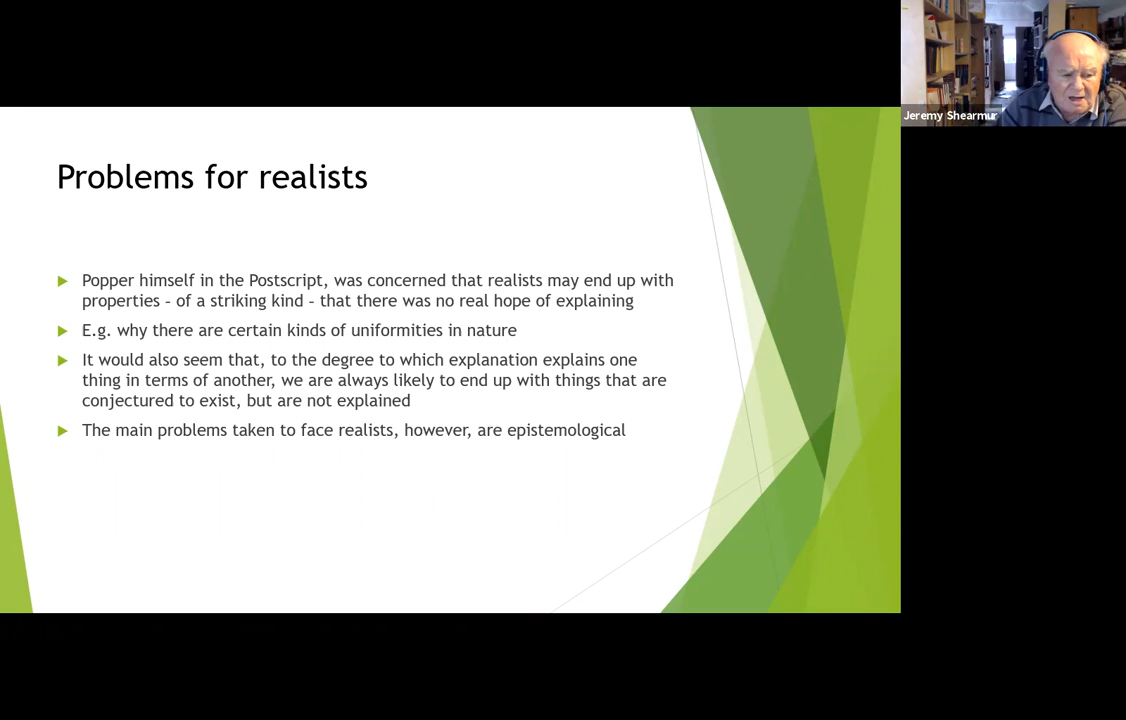 Jeremy Shearmur
Problems for realists
Popper himself in the Postscript, was concerned that realists may end up with
properties – of a striking kind – that there was no real hope of explaining
E.g. why there are certain kinds of uniformities in nature
It would also seem that, to the degree to which explanation explains one
thing in terms of another, we are always likely to end up with things that are
conjectured to exist, but are not explained
The main problems taken to face realists, however, are epistemological